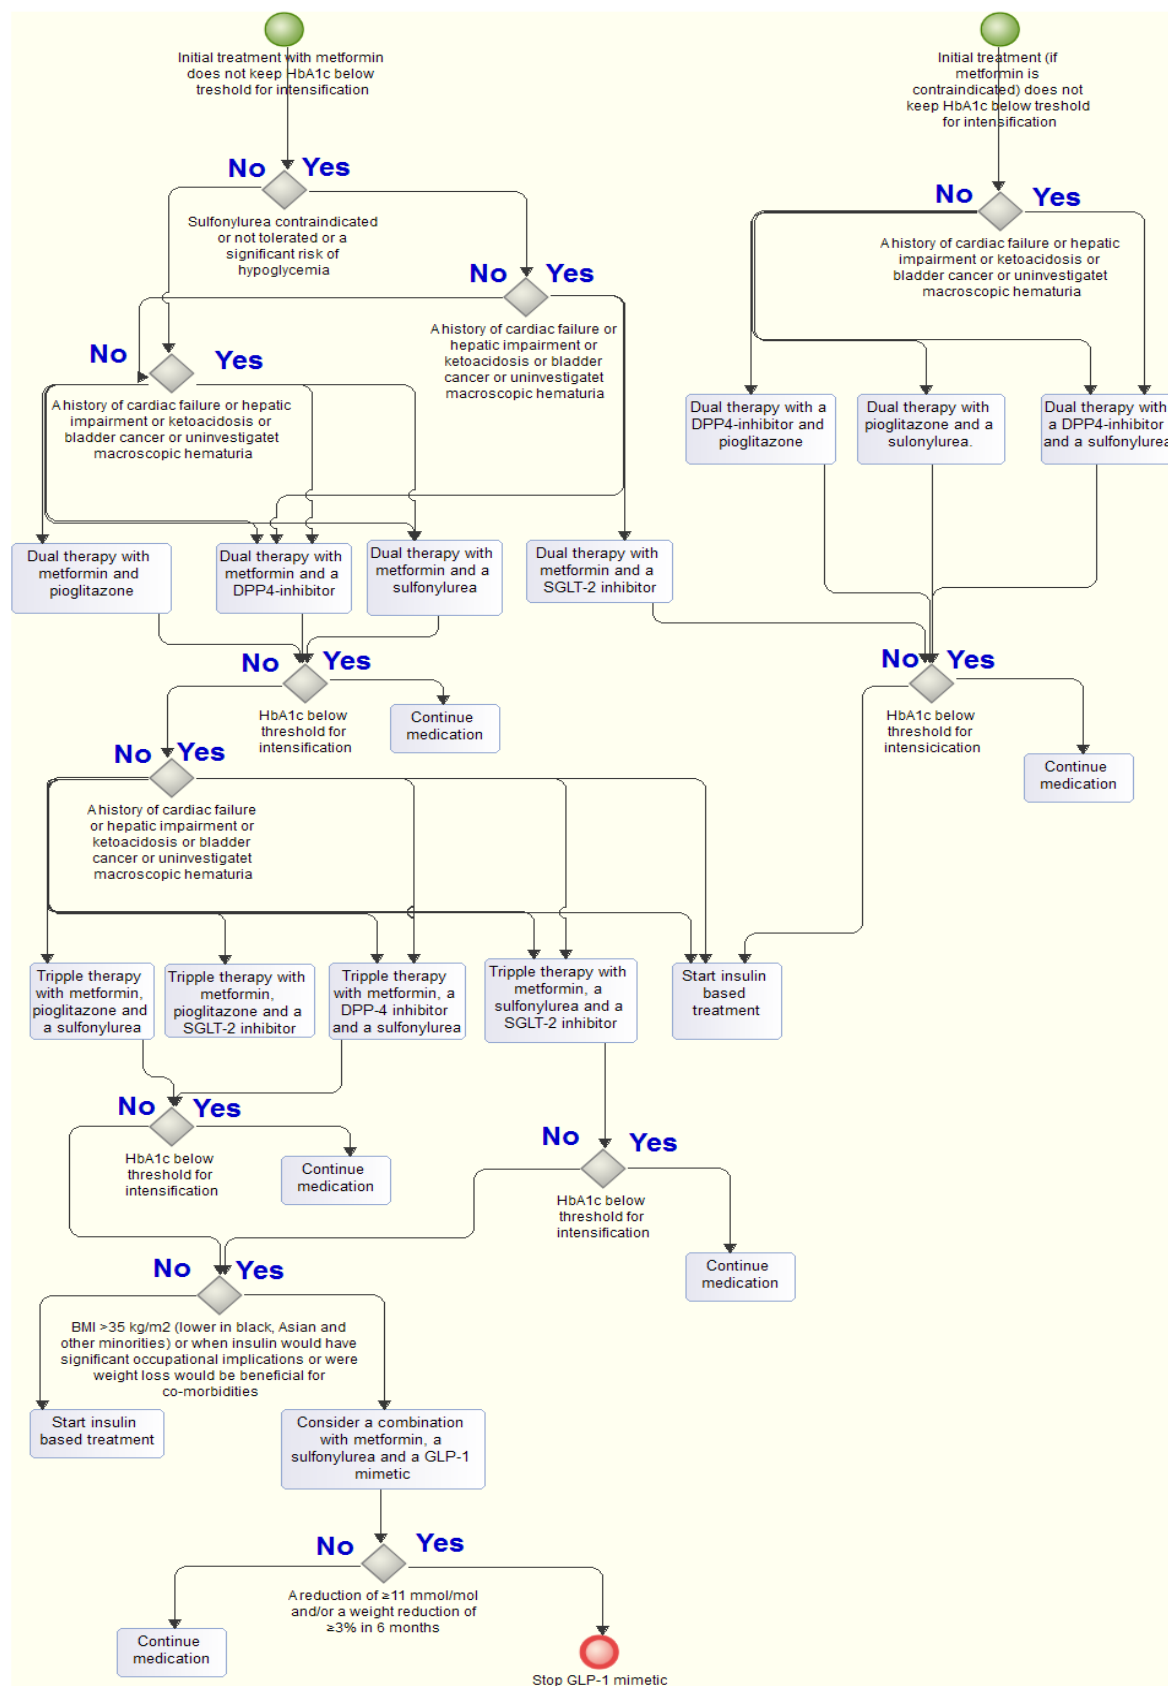 Initial treatment with metformin
does not keep HbA1c below
treshold for intensification
Initial treatment (if
metformin is
contraindicated) does not
keep HbA1c below treshold
for intensification
No
Yes
Sulfonylurea contraindicated
or not tolerated or a
significant risk of
hypoglycemia
No
Yes
A history of cardiac failure or hepatic
impairment or ketoacidosis or
bladder cancer or uninvestigatet
macroscopic hematuria
No
Yes
A history of cardiac failure or
hepatic impairment or
ketoacidosis or bladder
cancer or uninvestigatet
macroscopic hematuria
No
Yes
A history of cardiac failure or hepatic
impairment or ketoacidosis or
bladder cancer or uninvestigatet
macroscopic hematuria
Dual therapy with a
DPP4-inhibitor and
pioglitazone
Dual therapy with
pioglitazone and a
sulonylurea.
Dual therapy with
a DPP4-inhibitor
and a sulfonylurea
Dual therapy with
metformin and
pioglitazone
Dual therapy with
metformin and a
DPP4-inhibitor
Dual therapy with
metformin and a
sulfonylurea
Dual therapy with
metformin and a
SGLT-2 inhibitor
No
Yes
HbA1c below
threshold for
intensification
Continue
medication
No
Yes
HbA1c below
threshold for
intensicication
Continue
medication
No
Yes
A history of cardiac failure
or hepatic impairment or
ketoacidosis or bladder
cancer or uninvestigatet
macroscopic hematuria
Tripple therapy
with metformin,
pioglitazone and
a sulfonylurea
Tripple therapy with
metformin,
pioglitazone and a
SGLT-2 inhibitor
Tripple therapy
with metformin, a
DPP-4 inhibitor
and a sulfonylurea
Tripple therapy with
metformin, a
sulfonylurea and a
SGLT-2 inhibitor
Start insulin
based
treatment
No
Yes
HbA1c below
threshold for
intensification
Continue
medication
No
Yes
HbA1c below
threshold for
intensification
Continue
medication
No
Yes
BMI >35 kg/m2 (lower in black, Asian and
other minorities) or when insulin would have
significant occupational implications or were
weight loss would be beneficial for
co-morbidities
Start insulin
based treatment
Consider a combination
with metformin, a
sulfonylurea and a GLP-1
mimetic
No
Yes
A reduction of ≥11 mmol/mol
and/or a weight reduction of
≥3% in 6 months
Continue
medication
Stop GLP-1 mimetic